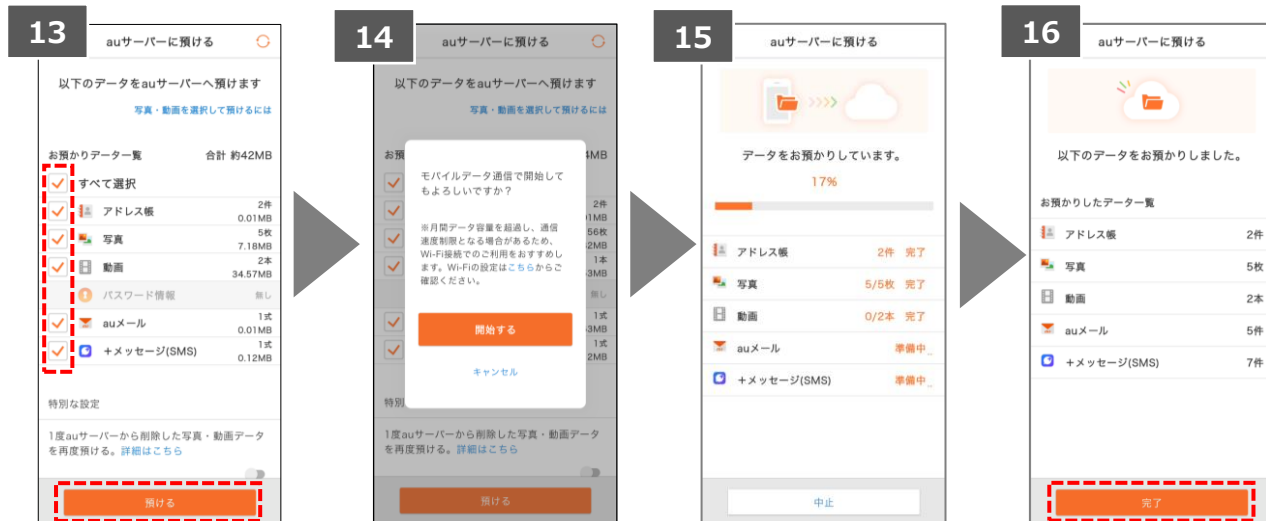 13
auサーバーに預ける
以下のデータをauサーバーへ預けます
写真・動画を選択して預けるには
お預かりデータ一覧 合計 約42MB
すべて選択
アドレス帳 2件 0.01MB
写真 5枚 7.18MB
動画 2本 34.57MB
パスワード情報 無し
auメール 1式 0.01MB
+メッセージ(SMS) 1式 0.12MB
特別な設定
1度auサーバーから削除した写真・動画データ
を再度預ける。詳細はこちら
預ける
14
auサーバーに預ける
以下のデータをauサーバーへ預けます
写真・動画を選択して預けるには
お預
4MB
モバイルデータ通信で開始して
もよろしいですか？
※月間データ容量を超過し、通信
速度制限となる場合があるため、
Wi-Fi接続でのご利用をおすすめし
ます。Wi-Fiの設定はこちらからご
確認ください。
開始する
キャンセル
2件
01MB
56枚
2MB
1本
3MB
無し
1式
3MB
1式
2MB
特別
1度auサーバーから削除した写真・動画データ
を再度預ける。詳細はこちら
預ける
15
auサーバーに預ける
データをお預かりしています。
17%
アドレス帳 2件 完了
写真 5/5枚 完了
動画 0/2本 完了
auメール 準備中
+メッセージ(SMS) 準備中
中止
16
auサーバーに預ける
以下のデータをお預かりしました。
お預かりしたデータ一覧
アドレス帳 2件
写真 5枚
動画 2本
auメール 5件
+メッセージ(SMS) 7件
完了